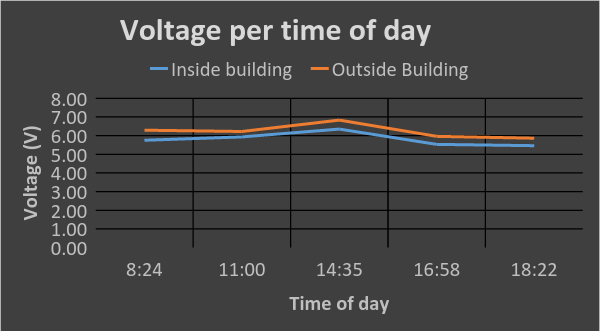 Voltage per time of day
Inside building Outside Building
8.00
7.00
6.00
5.00
4.00
3.00
2.00
1.00
0.00
Voltage (V)
8:24 11:00 14:35 16:58 18:22
Time of day